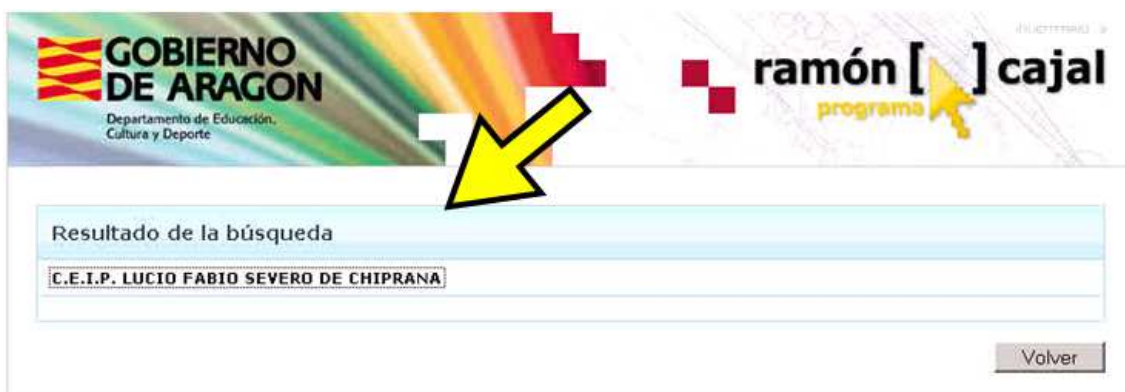 GOBIERNO
DE ARAGON
Departamento de Educación,
Cultura y Deporte
ramón [ ] cajal
programa
Resultado de la búsqueda
C.E.I.P. LUCIO FABIO SEVERO DE CHIPRANA
Volver